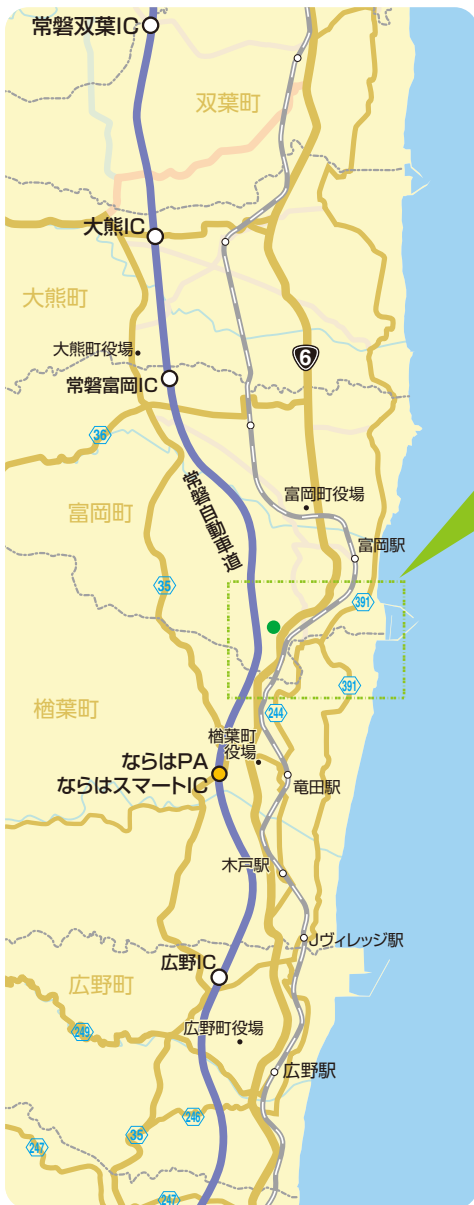 常磐双葉IC
双葉町
大熊IC
大熊町
大熊町役場
6
常磐富岡IC
36
常磐自動車道
富岡町役場
富岡町
富岡駅
35
391
391
244
楢葉町
楢葉町
役場
ならはPA
ならはスマートIC
竜田駅
木戸駅
Jヴィレッジ駅
広野IC
広野町
249
広野町役場
広野駅
246
35
247
247